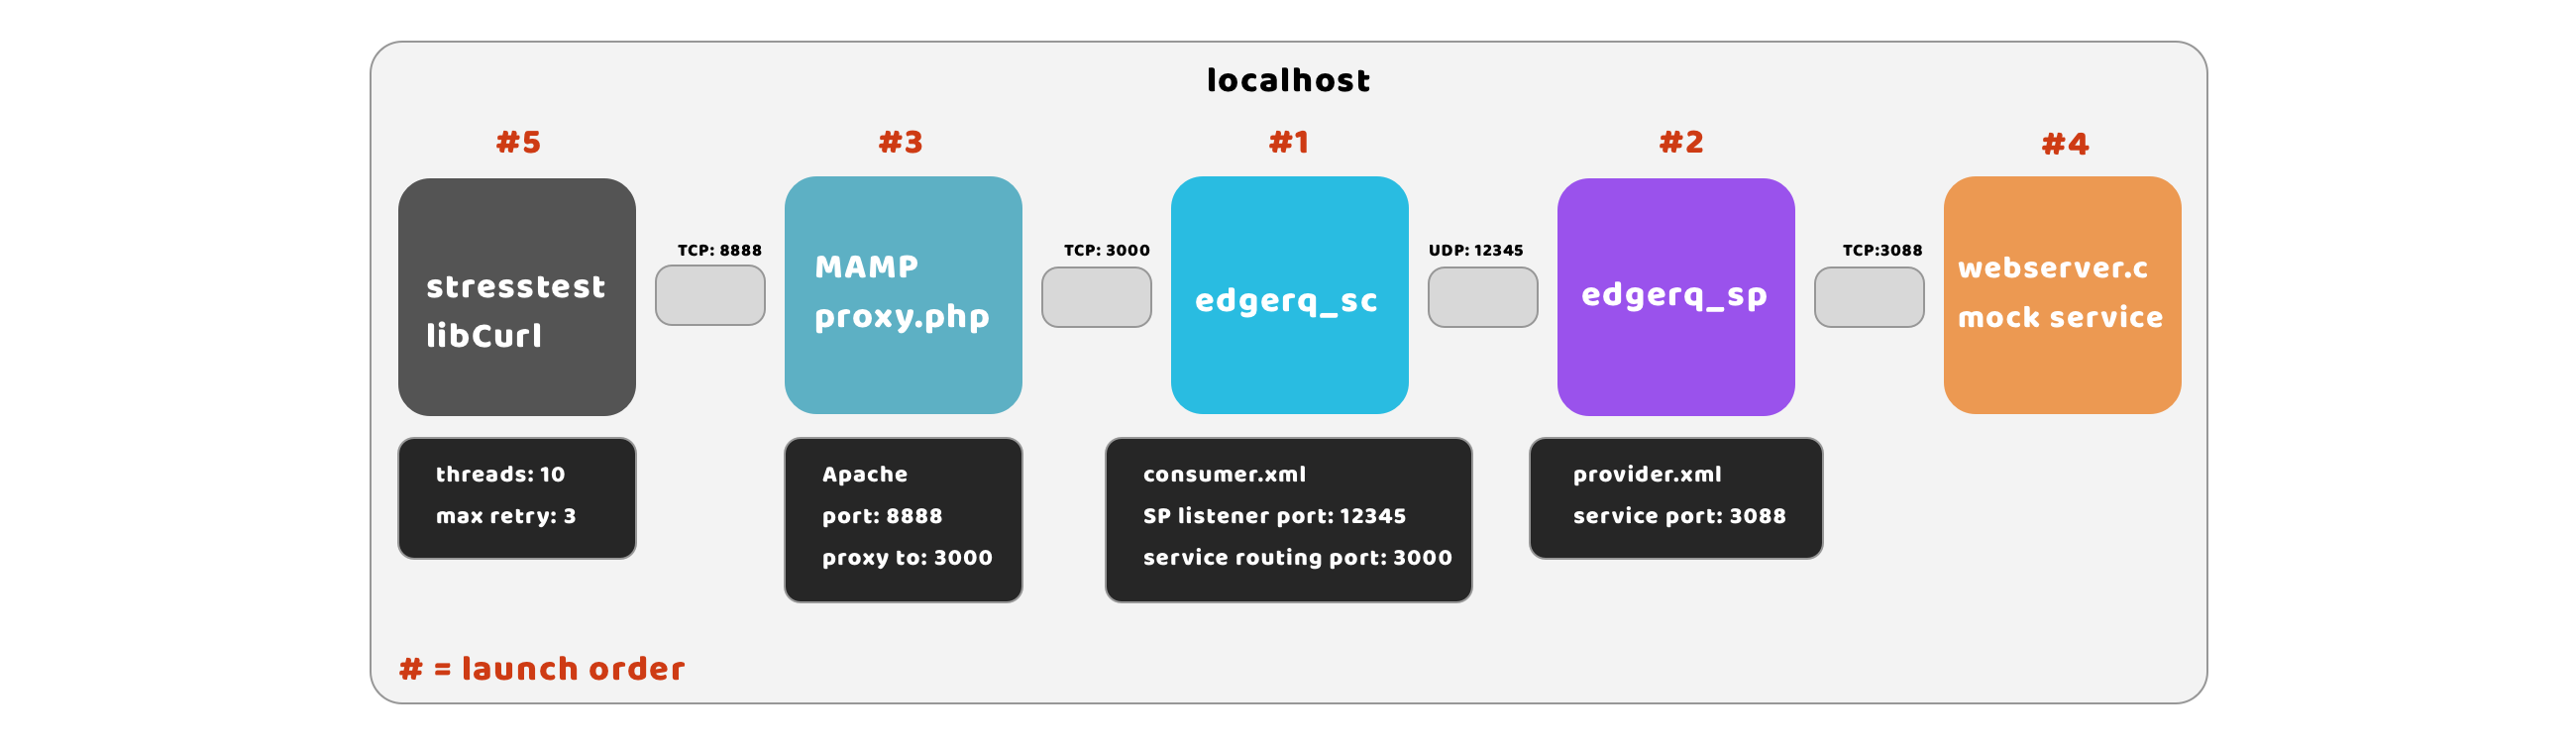 localhost
#5
#3
#1
#2
#4
TCP: 8888
TCP: 3000
UDP: 12345
TCP:3088
stresstest
libCurl
MAMP
proxy.php
edgerq_sc
edgerq_sp
webserver.c
mock service
threads: 10
max retry: 3
Apache
port: 8888
proxy to: 3000
consumer.xml
SP listener port: 12345
service routing port: 3000
provider.xml
service port: 3088
# = launch order